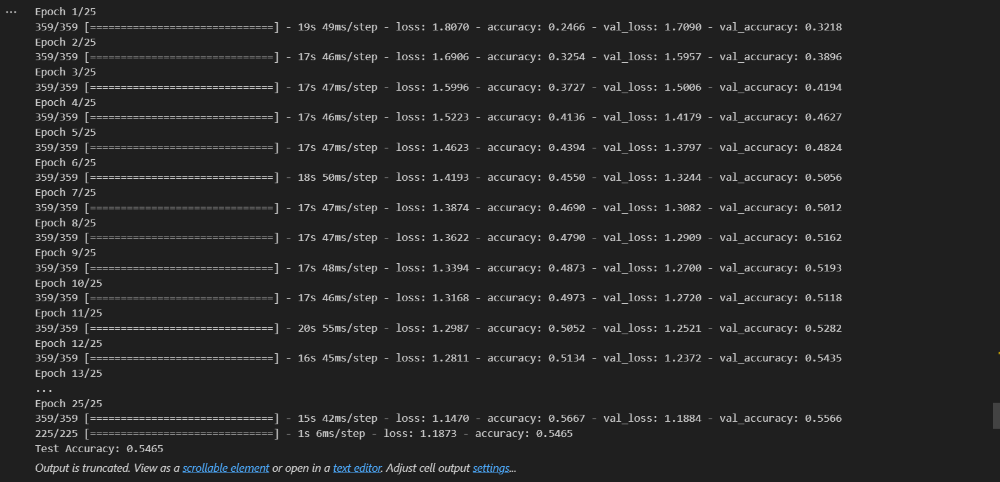 ...
Epoch 1/25
359/359 [==============================] - 19s 49ms/step - loss: 1.8070 - accuracy: 0.2466 - val_loss: 1.7090 - val_accuracy: 0.3218
Epoch 2/25
359/359 [==============================] - 17s 46ms/step - loss: 1.6906 - accuracy: 0.3254 - val_loss: 1.5957 - val_accuracy: 0.3896
Epoch 3/25
359/359 [==============================] - 17s 47ms/step - loss: 1.5996 - accuracy: 0.3727 - val_loss: 1.5006 - val_accuracy: 0.4194
Epoch 4/25
359/359 [==============================] - 17s 46ms/step - loss: 1.5223 - accuracy: 0.4136 - val_loss: 1.4179 - val_accuracy: 0.4627
Epoch 5/25
359/359 [==============================] - 17s 47ms/step - loss: 1.4623 - accuracy: 0.4394 - val_loss: 1.3797 - val_accuracy: 0.4824
Epoch 6/25
359/359 [==============================] - 18s 50ms/step - loss: 1.4193 - accuracy: 0.4550 - val_loss: 1.3244 - val_accuracy: 0.5056
Epoch 7/25
359/359 [==============================] - 17s 47ms/step - loss: 1.3874 - accuracy: 0.4690 - val_loss: 1.3082 - val_accuracy: 0.5012
Epoch 8/25
359/359 [==============================] - 17s 47ms/step - loss: 1.3622 - accuracy: 0.4790 - val_loss: 1.2909 - val_accuracy: 0.5162
Epoch 9/25
359/359 [==============================] - 17s 48ms/step - loss: 1.3394 - accuracy: 0.4873 - val_loss: 1.2700 - val_accuracy: 0.5193
Epoch 10/25
359/359 [==============================] - 17s 46ms/step - loss: 1.3168 - accuracy: 0.4973 - val_loss: 1.2720 - val_accuracy: 0.5118
Epoch 11/25
359/359 [==============================] - 20s 55ms/step - loss: 1.2987 - accuracy: 0.5052 - val_loss: 1.2521 - val_accuracy: 0.5282
Epoch 12/25
359/359 [==============================] - 16s 45ms/step - loss: 1.2811 - accuracy: 0.5134 - val_loss: 1.2372 - val_accuracy: 0.5435
Epoch 13/25
...
Epoch 25/25
359/359 [==============================] - 15s 42ms/step - loss: 1.1470 - accuracy: 0.5667 - val_loss: 1.1884 - val_accuracy: 0.5566
225/225 [==============================] - 1s 6ms/step - loss: 1.1873 - accuracy: 0.5465
Test Accuracy: 0.5465
Output is truncated. View as a scrollable element or open in a text editor. Adjust cell output settings...